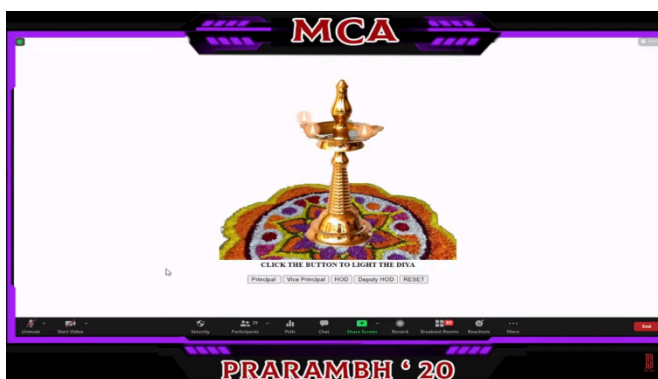 MCA
CLICK THE BUTTON TO LIGHT THE DIYA
Principal Vice Principal HOD Deputy HOD RESET
Unmute Start Video Security Participants Polls Chat Share Screen Record Breakout Rooms Reactions More End
PRARAMBH ‘ 20